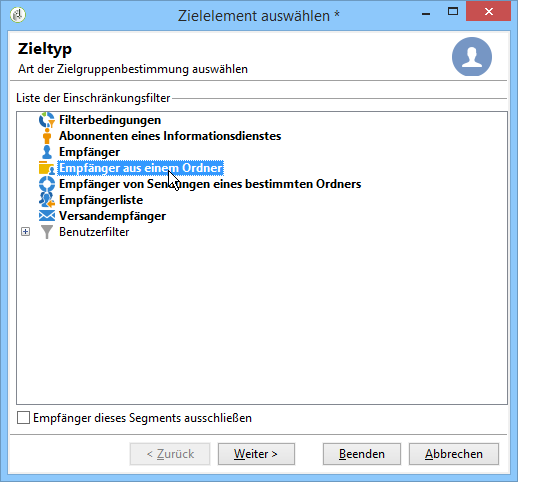 Zielelement auswählen *
Zieltyp
Art der Zielgruppenbestimmung auswählen
Liste der Einschränkungsfilter
Filterbedingungen
Abonnenten eines Informationsdienstes
Empfänger
Empfänger aus einem Ordner
Empfänger von Sendungen eines bestimmten Ordners
Empfängerliste
Versandempfänger
Benutzerfilter
Empfänger dieses Segments ausschließen
< Zurück
Weiter >
Beenden
Abbrechen